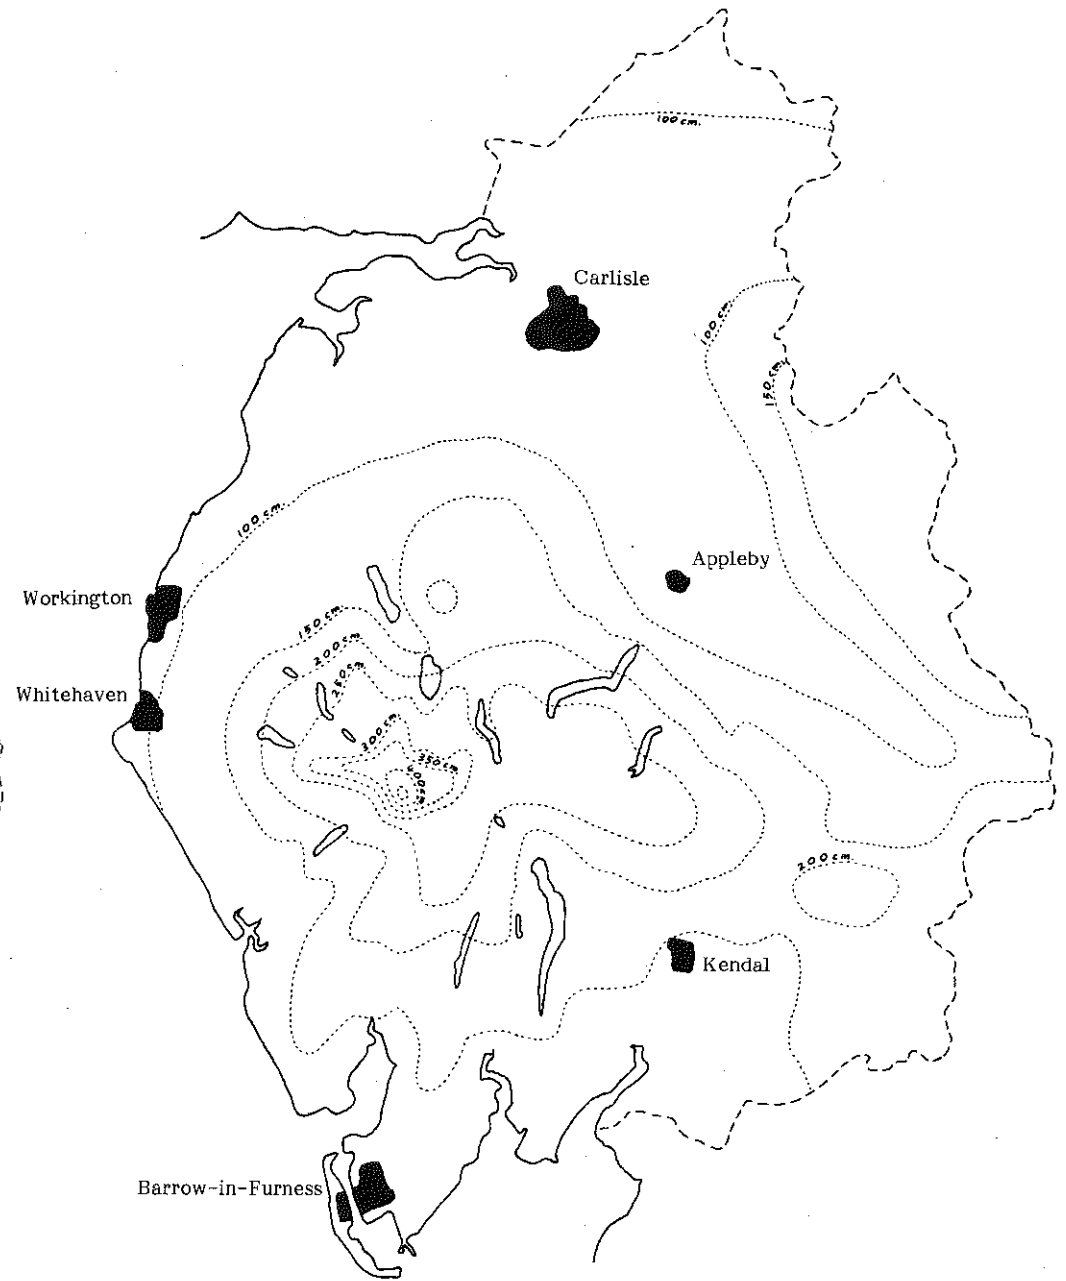 100 cm.
Carlisle
100 cm.
150 cm.
100 cm.
Appleby
Workington
150 cm.
200 cm.
Whitehaven
250 cm.
300 cm.
350 cm.
400 cm.
200 cm.
Kendal
Barrow-in-Furness